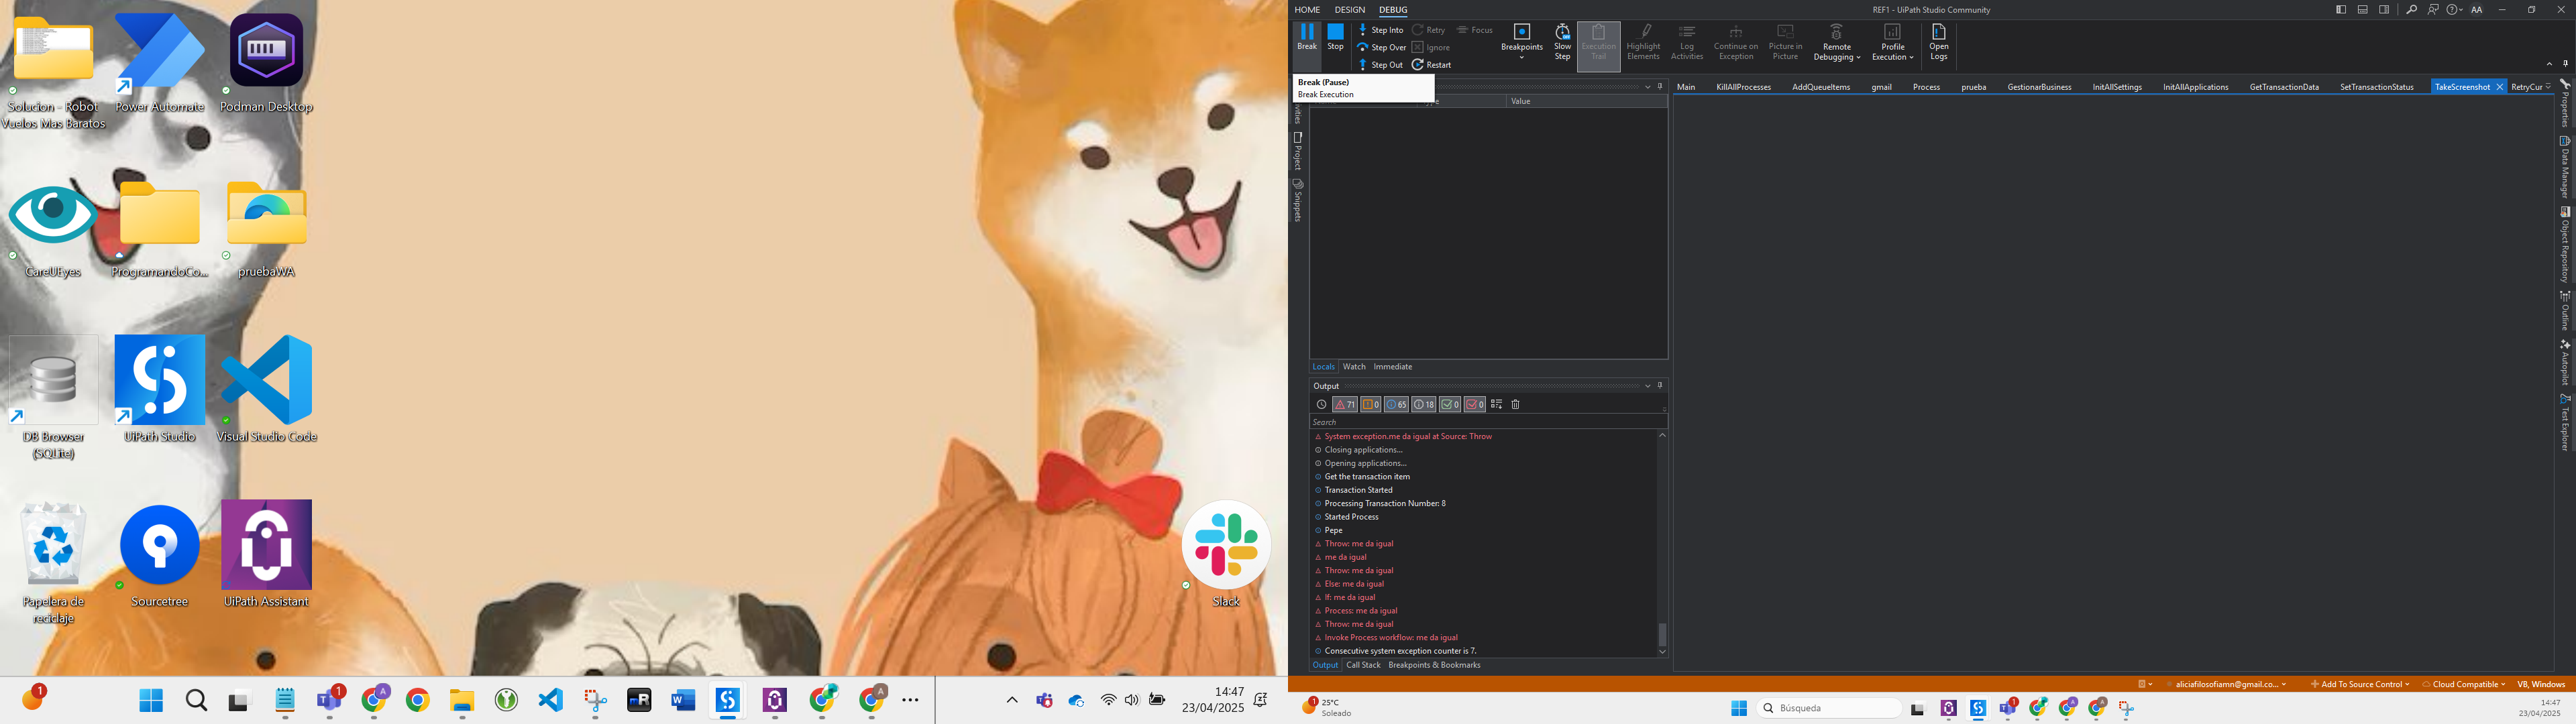 Solucion - Robot
Vuelos Mas Baratos
Power Automate
Podman Desktop
CareUEyes
ProgramandoCo...
pruebaWA
DB Browser
(SQLite)
UiPath Studio
Visual Studio Code
Papelera de
reciclaje
Sourcetree
UiPath Assistant
Slack
1
1
A
A
14:47
23/04/2025
HOME DESIGN DEBUG
REF1 - UiPath Studio Community
AA
Break
Stop
Step Into
Step Over
Step Out
Retry
Ignore
Restart
Focus
Breakpoints
Slow
Step
Execution
Trail
Highlight
Elements
Log
Activities
Continue on
Exception
Picture in
Picture
Remote
Debugging
Profile
Execution
Open
Logs
Break (Pause)
Break Execution
Value
Project
Snippets
Locals Watch Immediate
Output
71 0 65 18 0 0
Search
System exception.me da igual at Source: Throw
Closing applications...
Opening applications...
Get the transaction item
Transaction Started
Processing Transaction Number: 8
Started Process
Pepe
Throw: me da igual
me da igual
Throw: me da igual
Else: me da igual
If: me da igual
Process: me da igual
Throw: me da igual
Invoke Process workflow: me da igual
Consecutive system exception counter is 7.
Output Call Stack Breakpoints & Bookmarks
Main KillAllProcesses AddQueueItems gmail Process prueba GestionarBusiness InitAllSettings InitAllApplications GetTransactionData SetTransactionStatus TakeScreenshot RetryCur
Properties
Data Manager
Object Repository
Outline
Autopilot
Test Explorer
aliciafilosofiamn@gmail.co... Add To Source Control Cloud Compatible VB, Windows
1
25°C
Soleado
Búsqueda
1
A
A
14:47
23/04/2025